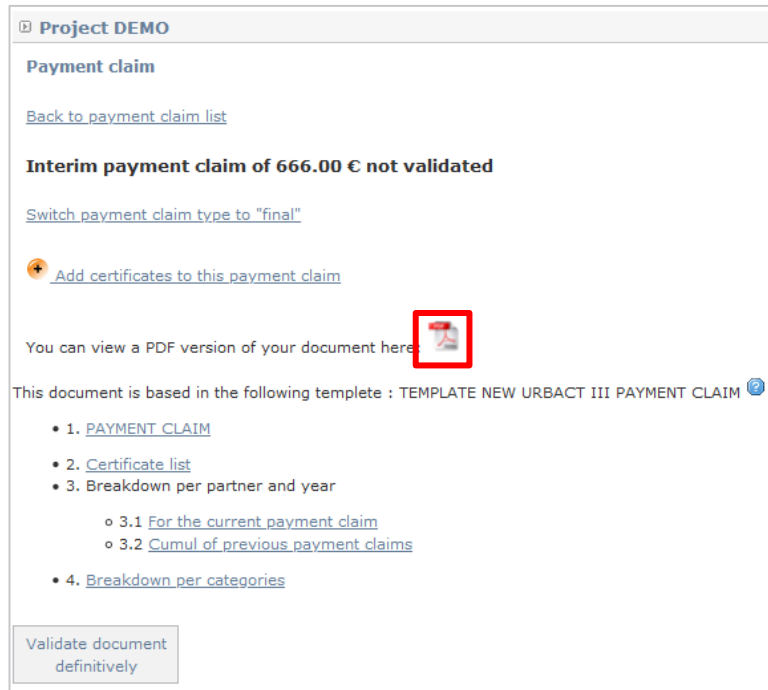 Project DEMO
Payment claim
Back to payment claim list
Interim payment claim of 666.00 € not validated
Switch payment claim type to "final"
Add certificates to this payment claim
You can view a PDF version of your document here:
This document is based in the following templete : TEMPLATE NEW URBACT III PAYMENT CLAIM
• 1. PAYMENT CLAIM
• 2. Certificate list
• 3. Breakdown per partner and year
o 3.1 For the current payment claim
o 3.2 Cumul of previous payment claims
• 4. Breakdown per categories
Validate document
definitively